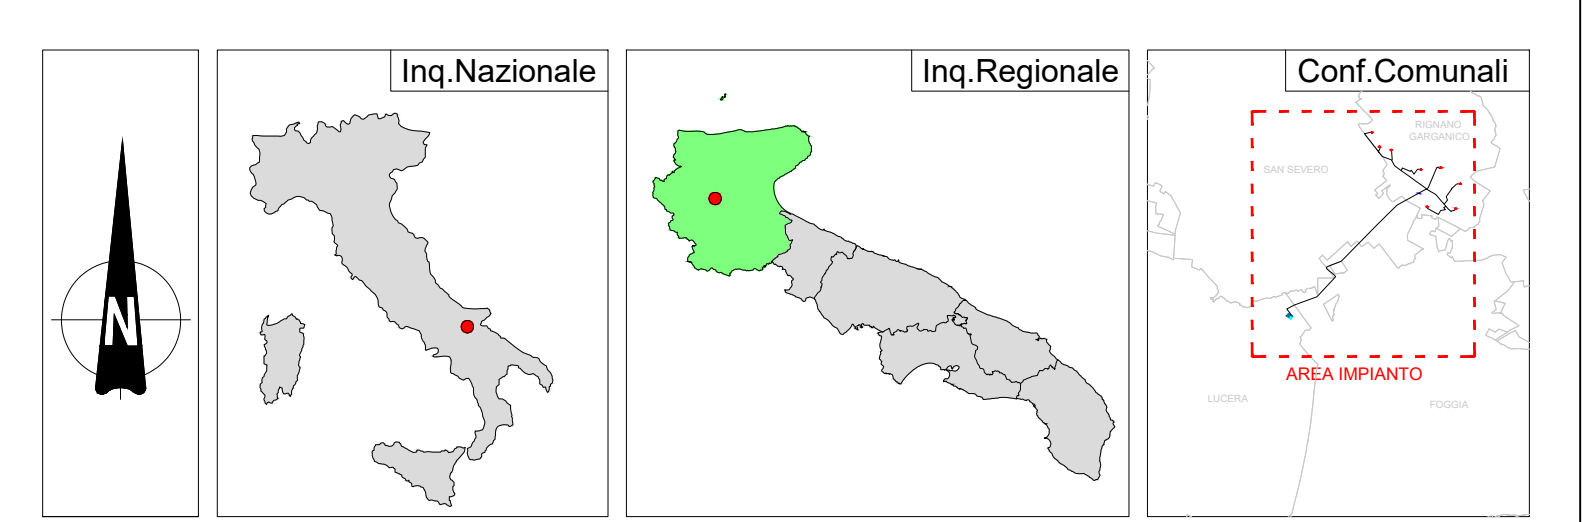 N
Inq.Nazionale
Inq.Regionale
Conf.Comunali
RIGNANO
GARGANICO
SAN SEVERO
AREA IMPIANTO
LUCERA
FOGGIA